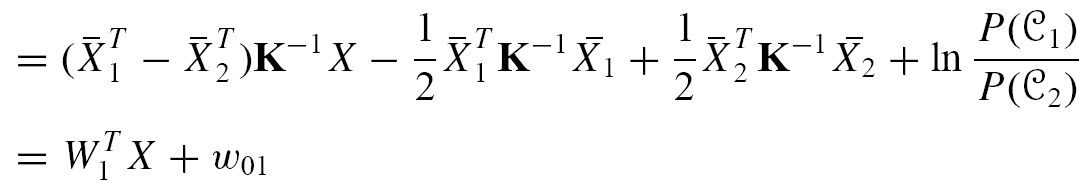 $= (\bar{X}_1^T - \bar{X}_2^T)\mathbf{K}^{-1}X - \frac{1}{2}\bar{X}_1^T\mathbf{K}^{-1}\bar{X}_1 + \frac{1}{2}\bar{X}_2^T\mathbf{K}^{-1}\bar{X}_2 + \ln\frac{P(\mathcal{C}_1)}{P(\mathcal{C}_2)}$
$= W_1^T X + w_{01}$